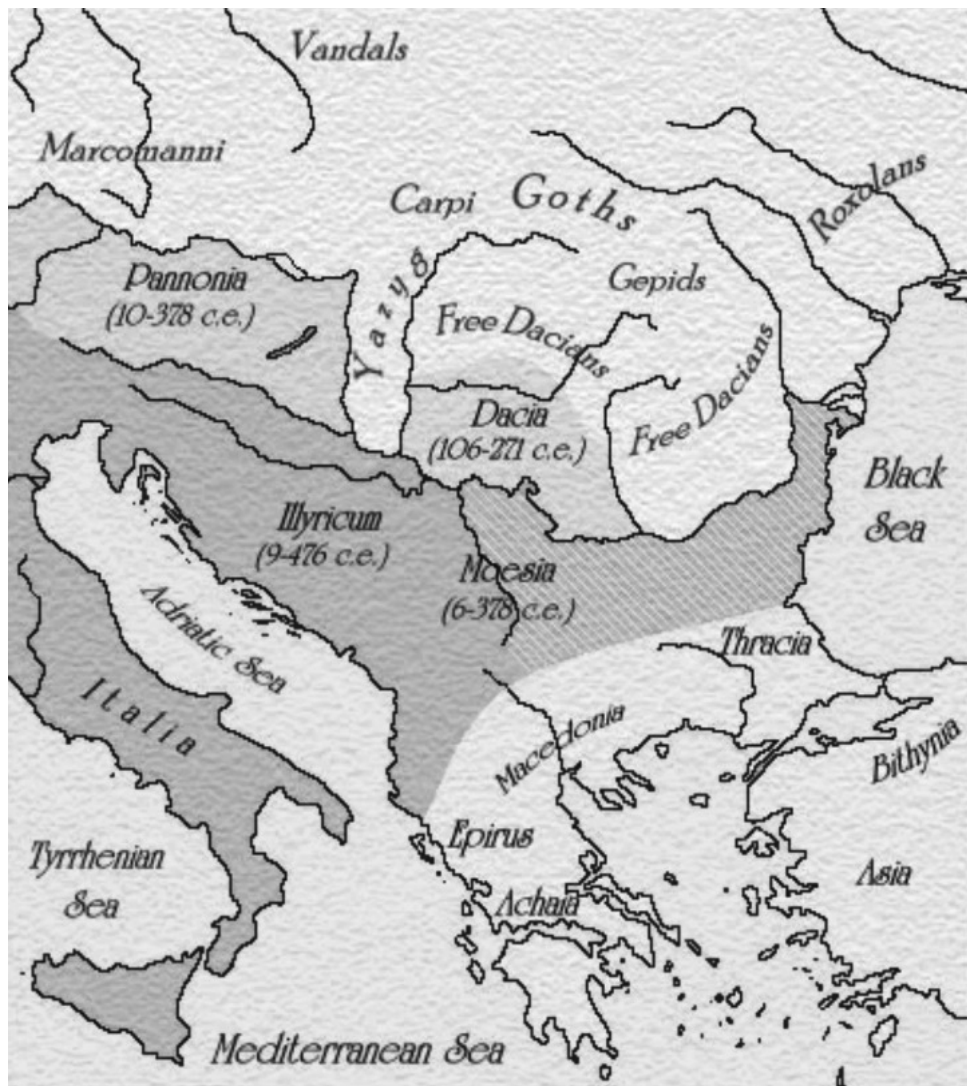 Vandals
Marcomanni
Roxolans
Goths
Carpi
Yazyg
Gepids
Pannonia
(10-378 c.e.)
Free Dacians
Free Dacians
Dacia
(106-271 c.e.)
Black
Sea
Illyricum
(9-476 c.e.)
Moesia
(6-378 c.e.)
Adriatic Sea
Thracia
Italia
Macedonia
Bithynia
Epirus
Tyrrhenian
Sea
Asia
Achaia
Mediterranean Sea